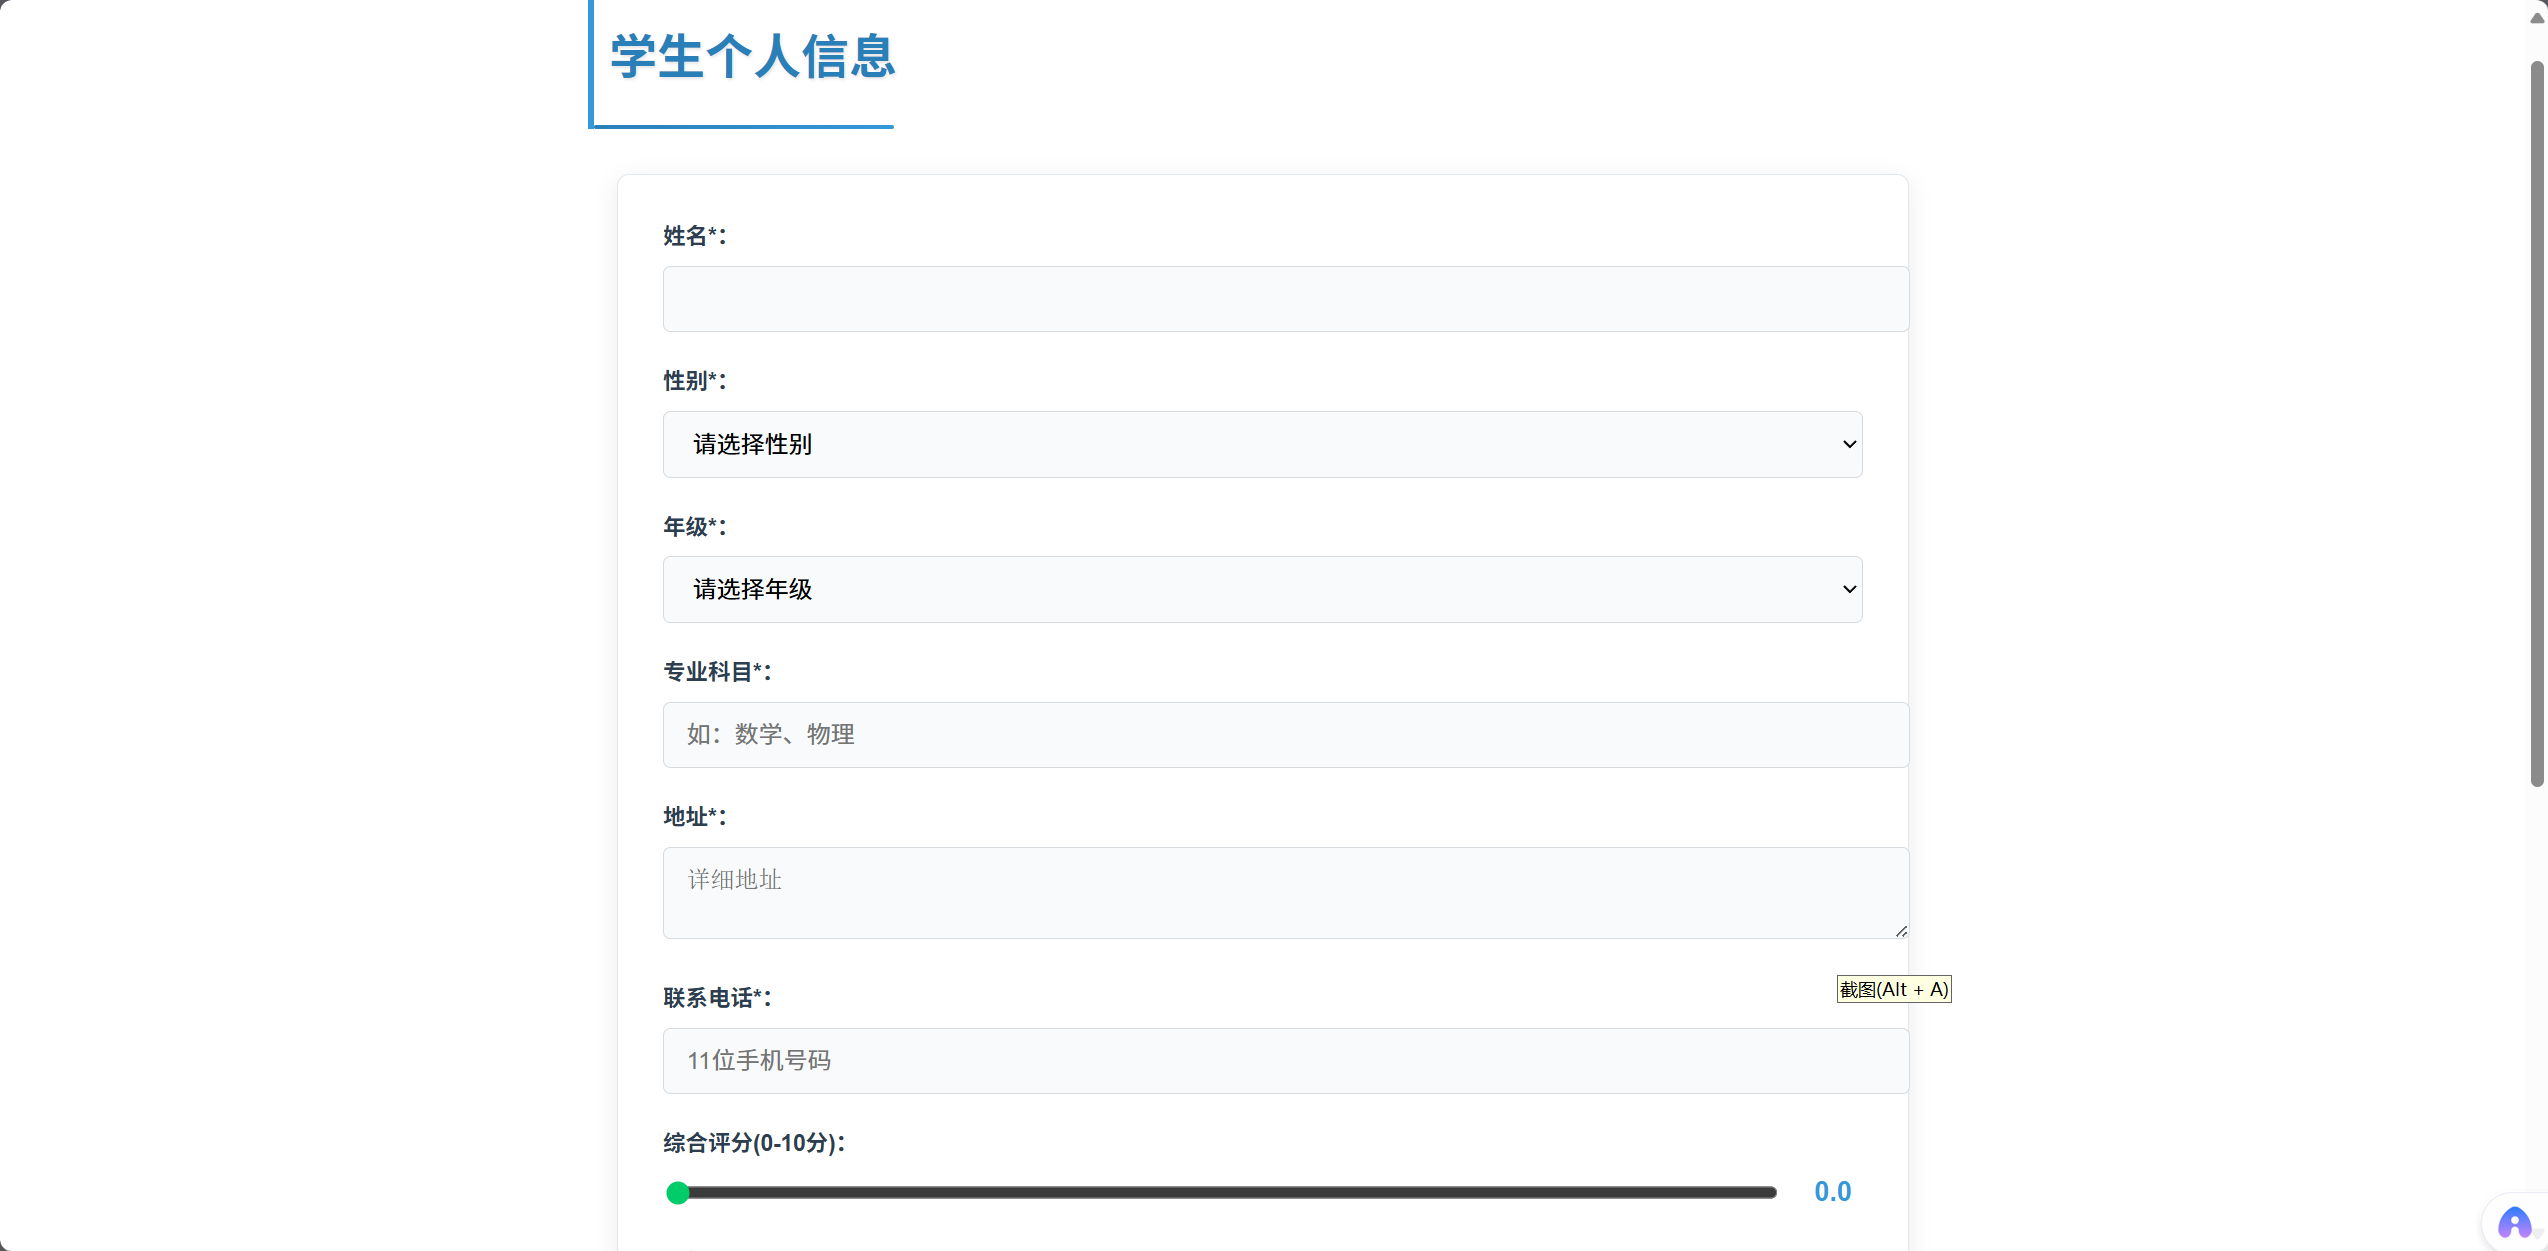 学生个人信息
姓名*：
性别*：
请选择性别
年级*：
请选择年级
专业科目*：
如：数学、物理
地址*：
详细地址
截图(Alt + A)
联系电话*：
11位手机号码
综合评分(0-10分)：
0.0